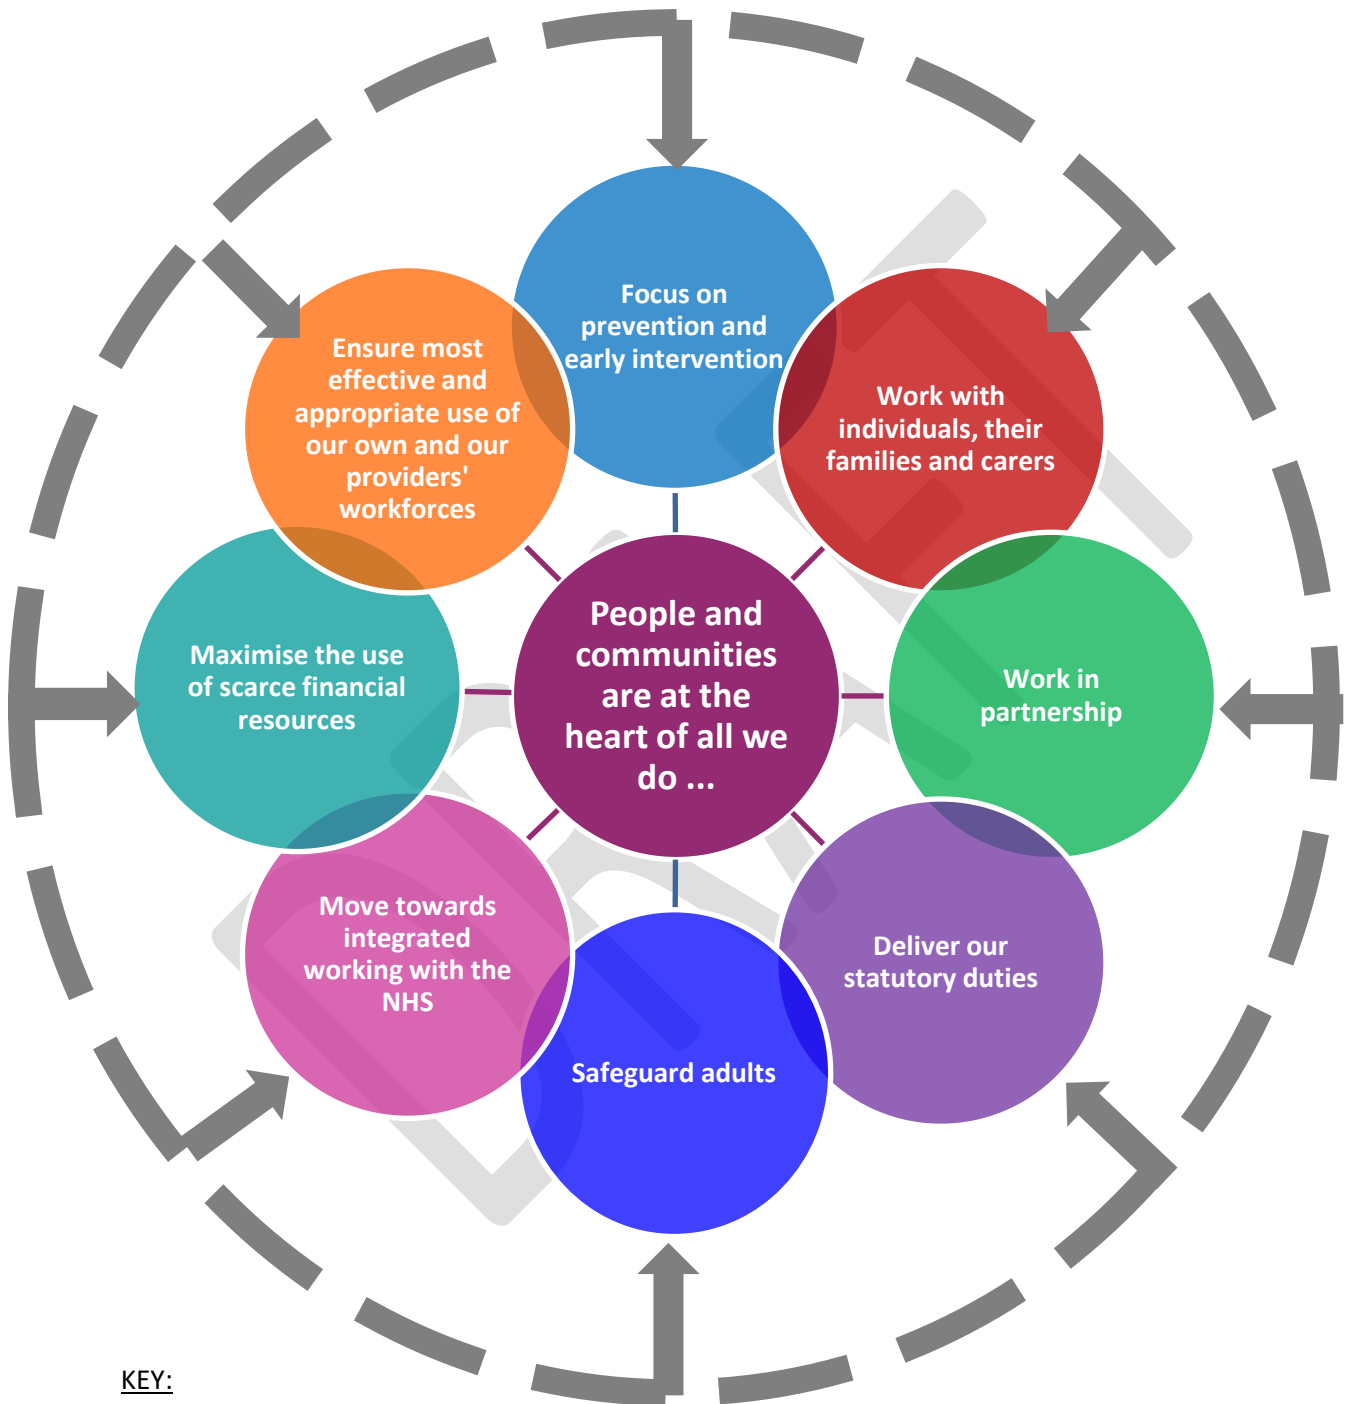 Focus on
prevention and
early intervention
Work with
individuals, their
families and carers
Work in
partnership
Deliver our
statutory duties
Safeguard adults
Move towards
integrated
working with the
NHS
Maximise the use
of scarce financial
resources
Ensure most
effective and
appropriate use of
our own and our
providers'
workforces
People and
communities
are at the
heart of all we
do ...
DRAFT
KEY: